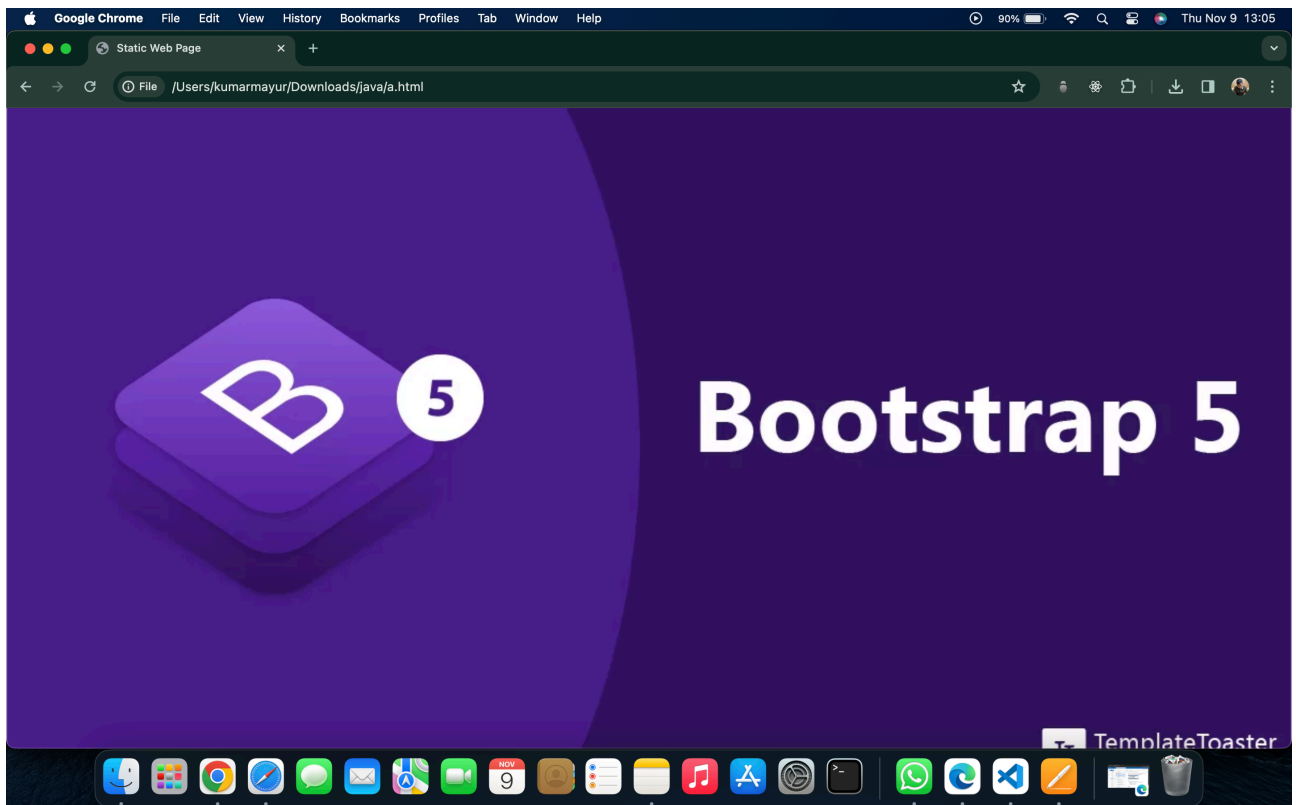 Google Chrome File Edit View History Bookmarks Profiles Tab Window Help 90% Thu Nov 9 13:05
Static Web Page
File /Users/kumarmayur/Downloads/java/a.html
B 5
Bootstrap 5
TT TemplateToaster
NOV
9
>-